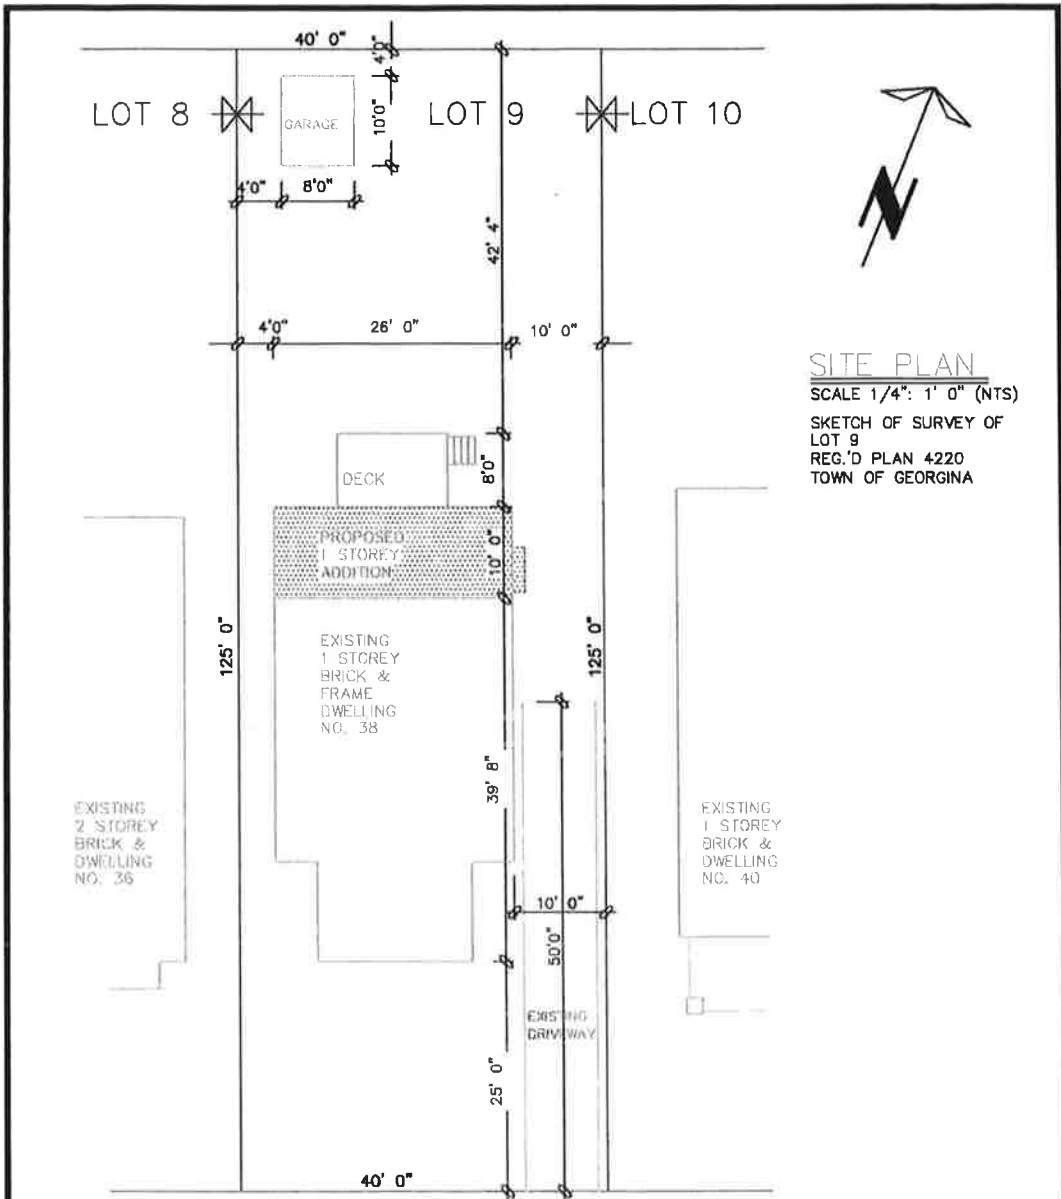 40' 0"
4'0"
LOT 8
GARAGE
10'0"
LOT 9
LOT 10
4'0"
8'0"
N
42' 4"
4'0"
26' 0"
10' 0"
SITE PLAN
SCALE 1/4": 1' 0" (NTS)
SKETCH OF SURVEY OF
LOT 9
REG.'D PLAN 4220
TOWN OF GEORGINA
DECK
8'0"
PROPOSED
1 STOREY
ADDITION
10' 0"
125' 0"
125' 0"
EXISTING
1 STOREY
BRICK &
FRAME
DWELLING
NO. 38
39' 8"
EXISTING
2 STOREY
BRICK &
DWELLING
NO. 36
EXISTING
1 STOREY
BRICK &
DWELLING
NO. 40
10' 0"
50'0"
EXISTING
DRIVEWAY
25' 0"
40' 0"